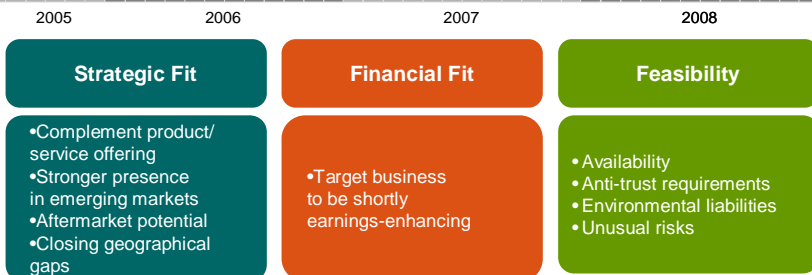 2005 2006 2007 2008
Strategic Fit
Financial Fit
Feasibility
•Complement product/
service offering
•Stronger presence
in emerging markets
•Aftermarket potential
•Closing geographical
gaps
•Target business
to be shortly
earnings-enhancing
•Availability
•Anti-trust requirements
•Environmental liabilities
•Unusual risks